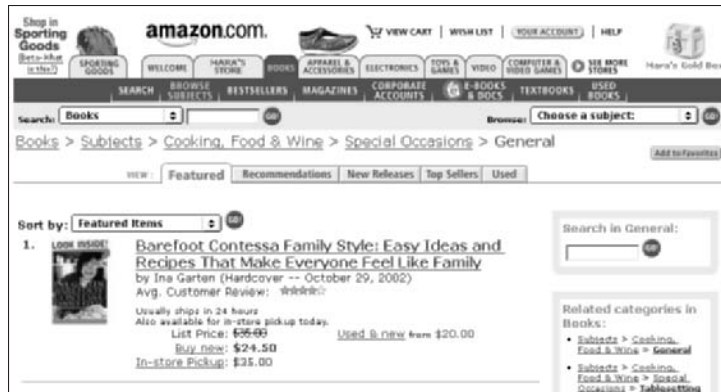 Shop in
Sporting
Goods
(Beta-What
is this?)
amazon.com.
VIEW CART | WISH LIST | YOUR ACCOUNT | HELP
SPORTING GOODS
WELCOME
MARA'S STORE
BOOKS
APPAREL & ACCESSORIES
ELECTRONICS
TOYS & GAMES
VIDEO
COMPUTER & VIDEO GAMES
SEE MORE STORES
Mara's Gold Box
SEARCH
BROWSE SUBJECTS
BESTSELLERS
MAGAZINES
CORPORATE ACCOUNTS
E-BOOKS & DOCS
TEXTBOOKS
USED BOOKS
Search: Books GO!
Browse: Choose a subject: GO!
Books > Subjects > Cooking, Food & Wine > Special Occasions > General
Add to Favorites
VIEW: Featured Recommendations New Releases Top Sellers Used
Sort by: Featured Items GO!
1. LOOK INSIDE!
Barefoot Contessa Family Style: Easy Ideas and
Recipes That Make Everyone Feel Like Family
by Ina Garten (Hardcover -- October 29, 2002)
Avg. Customer Review:
Usually ships in 24 hours
Also available for in-store pickup today.
List Price: $35.00 Used & new from $20.00
Buy new: $24.50
In-store Pickup: $35.00
Search in General:
GO!
Related categories in
Books:
• Subjects > Cooking,
Food & Wine > General
• Subjects > Cooking,
Food & Wine > Special
Occasions > Tablesetting